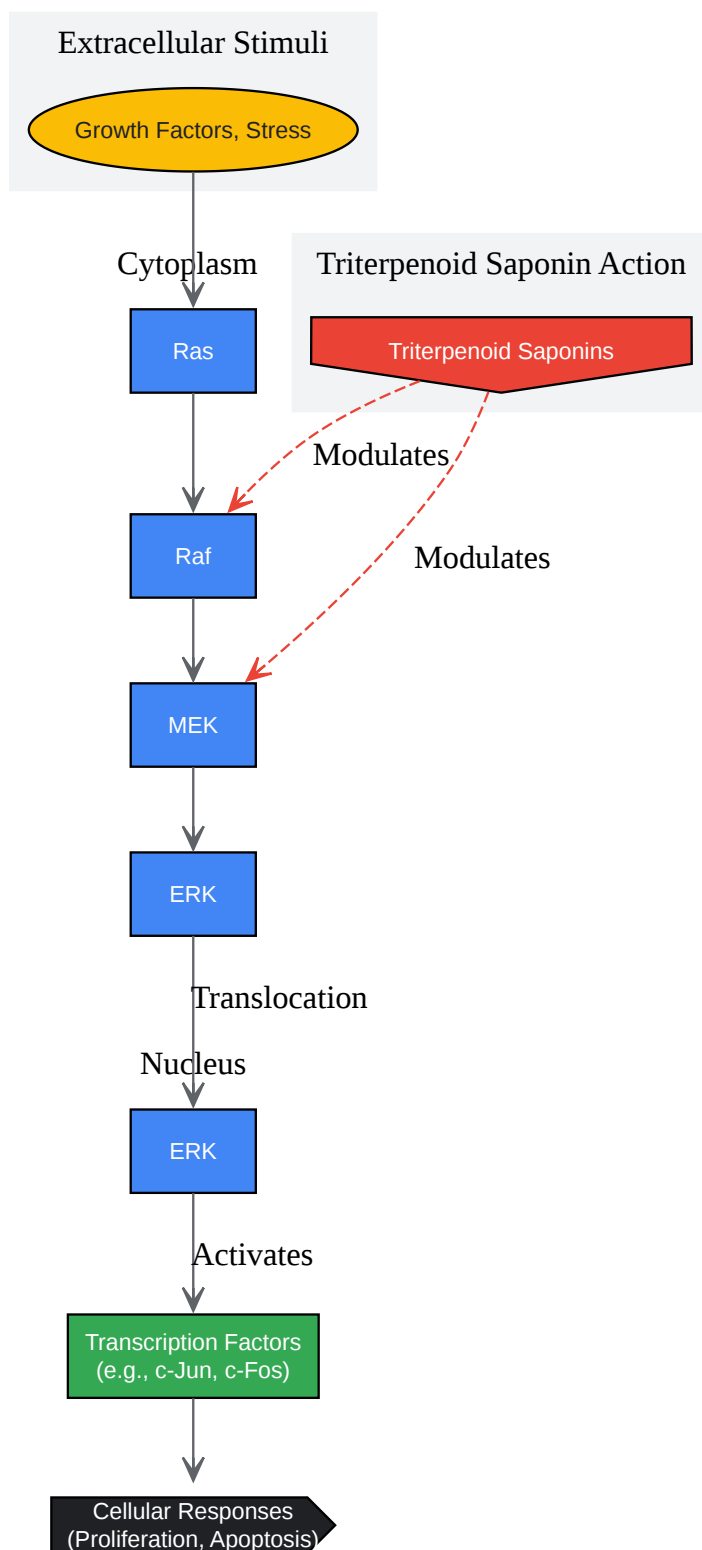 Extracellular Stimuli
Growth Factors, Stress
Cytoplasm
Triterpenoid Saponin Action
Ras
Triterpenoid Saponins
Modulates
Raf
Modulates
MEK
ERK
Translocation
Nucleus
ERK
Activates
Transcription Factors
(e.g., c-Jun, c-Fos)
Cellular Responses
(Proliferation, Apoptosis)